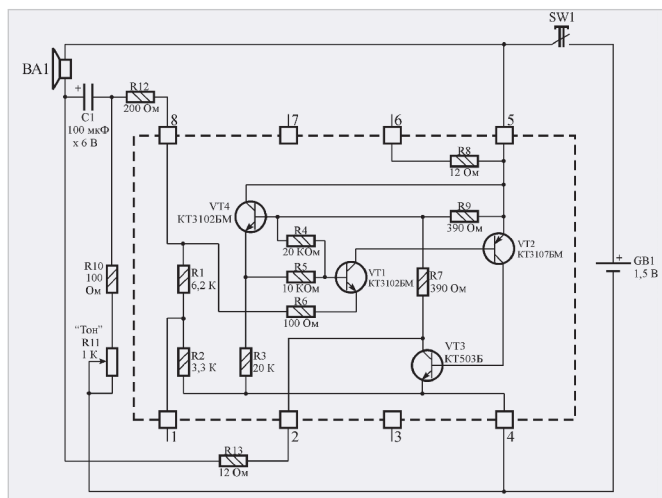 SW1
BA1
+
C1
100 мкФ
х 6 В
R12
200 Ом
8
7
6
5
R8
12 Ом
VT4
КТ3102БМ
R9
390 Ом
R4
20 КОм
VT2
КТ3107БМ
R10
100
Ом
R1
6,2 К
R5
10 КОм
VT1
КТ3102БМ
R7
390 Ом
GB1
+
1,5 В
R6
100 Ом
"Тон"
R11
1 К
R2
3,3 К
R3
20 К
VT3
КТ503Б
1
2
3
4
R13
12 Ом